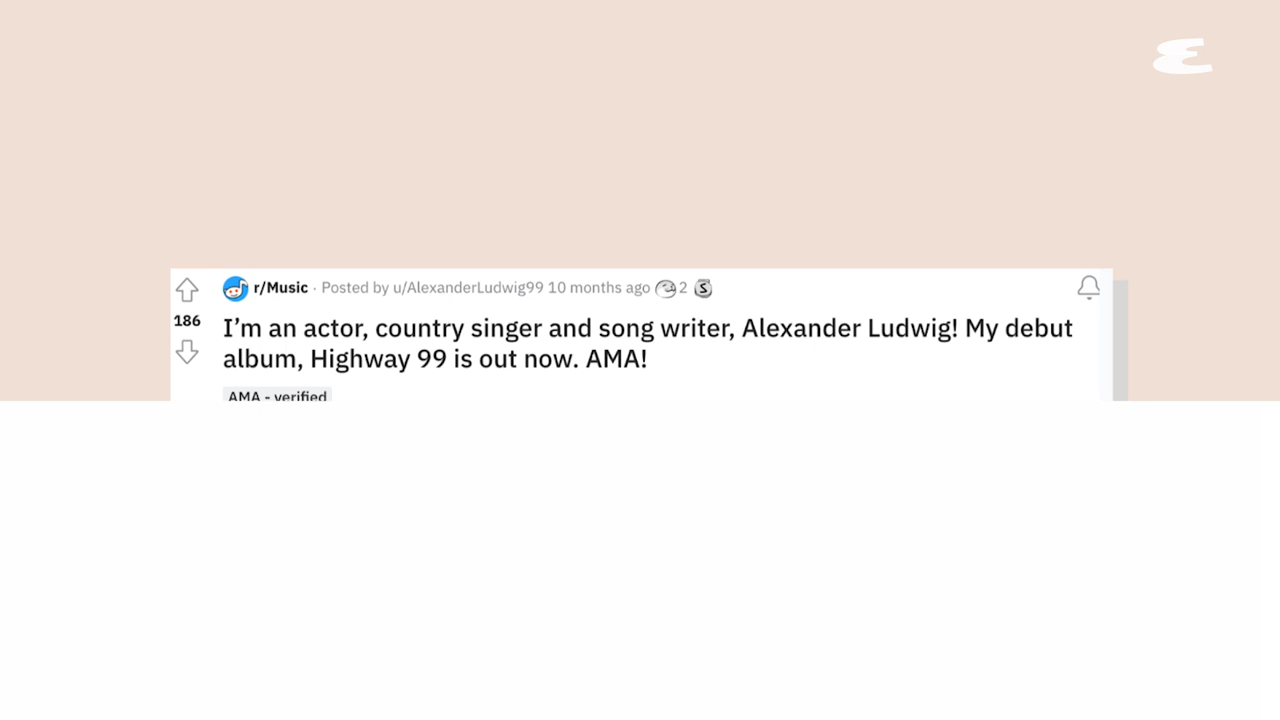 r/Music · Posted by u/AlexanderLudwig99 10 months ago 2 S
186
I’m an actor, country singer and song writer, Alexander Ludwig! My debut
album, Highway 99 is out now. AMA!
AMA - verified